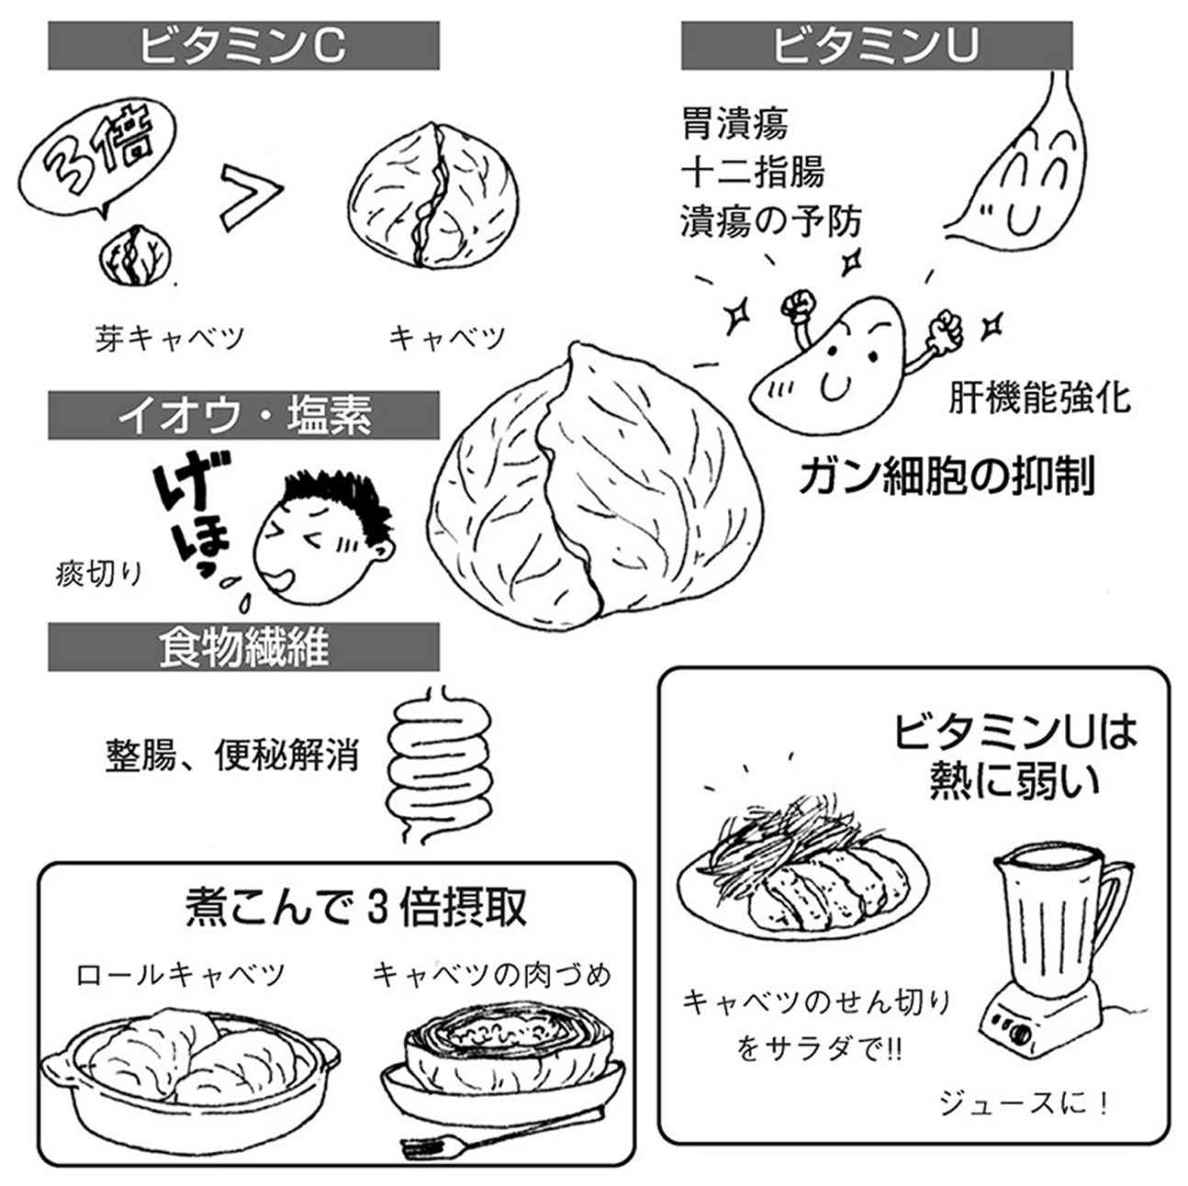 ビタミンC
3倍
>
芽キャベツ
キャベツ
ビタミンU
胃潰瘍
十二指腸
潰瘍の予防
肝機能強化
ガン細胞の抑制
イオウ・塩素
げほっ
痰切り
食物繊維
整腸、便秘解消
煮こんで3倍摂取
ロールキャベツ
キャベツの肉づめ
ビタミンUは
熱に弱い
キャベツのせん切り
をサラダで!!
ジュースに！